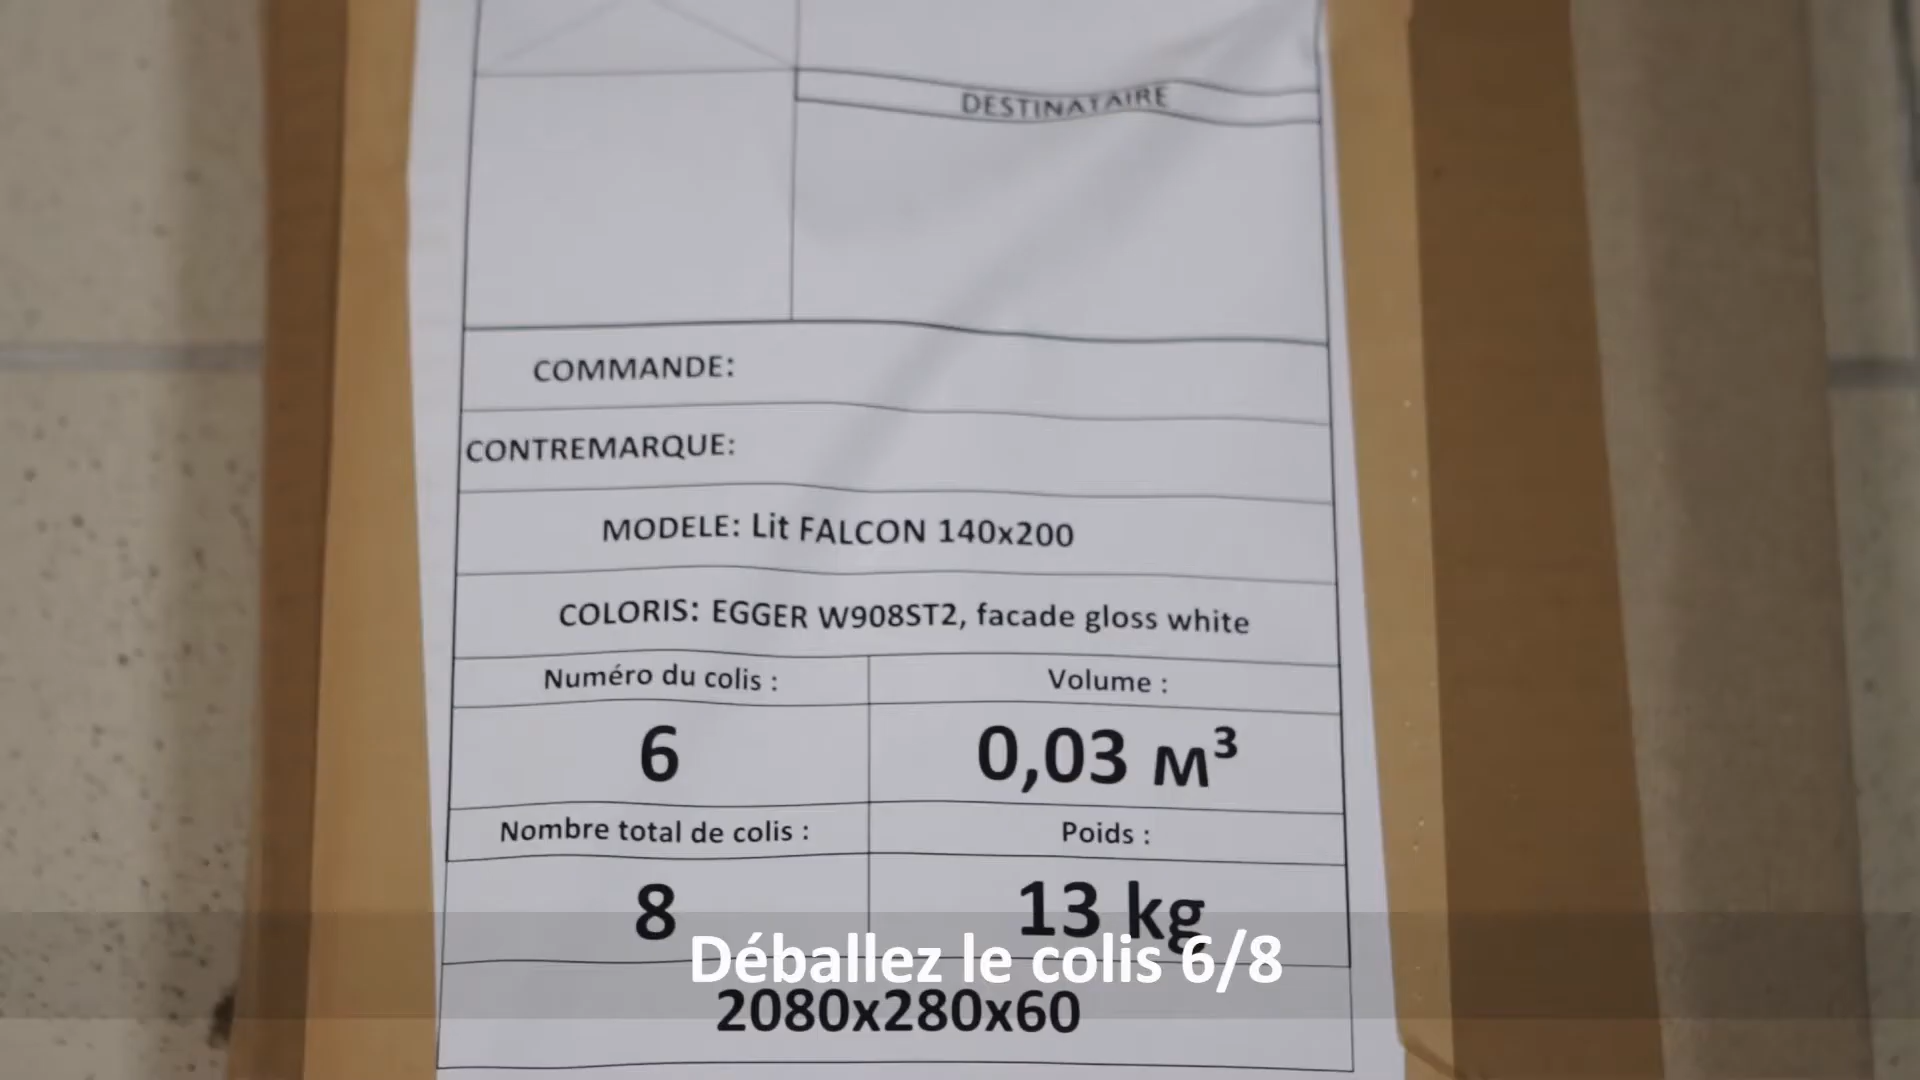 DESTINATAIRE
COMMANDE:
CONTREMARQUE:
MODELE: Lit FALCON 140x200
COLORIS: EGGER W908ST2, facade gloss white
Numéro du colis :
Volume :
6
0,03 м³
Nombre total de colis :
Poids :
8
13 kg
Déballez le colis 6/8
2080x280x60